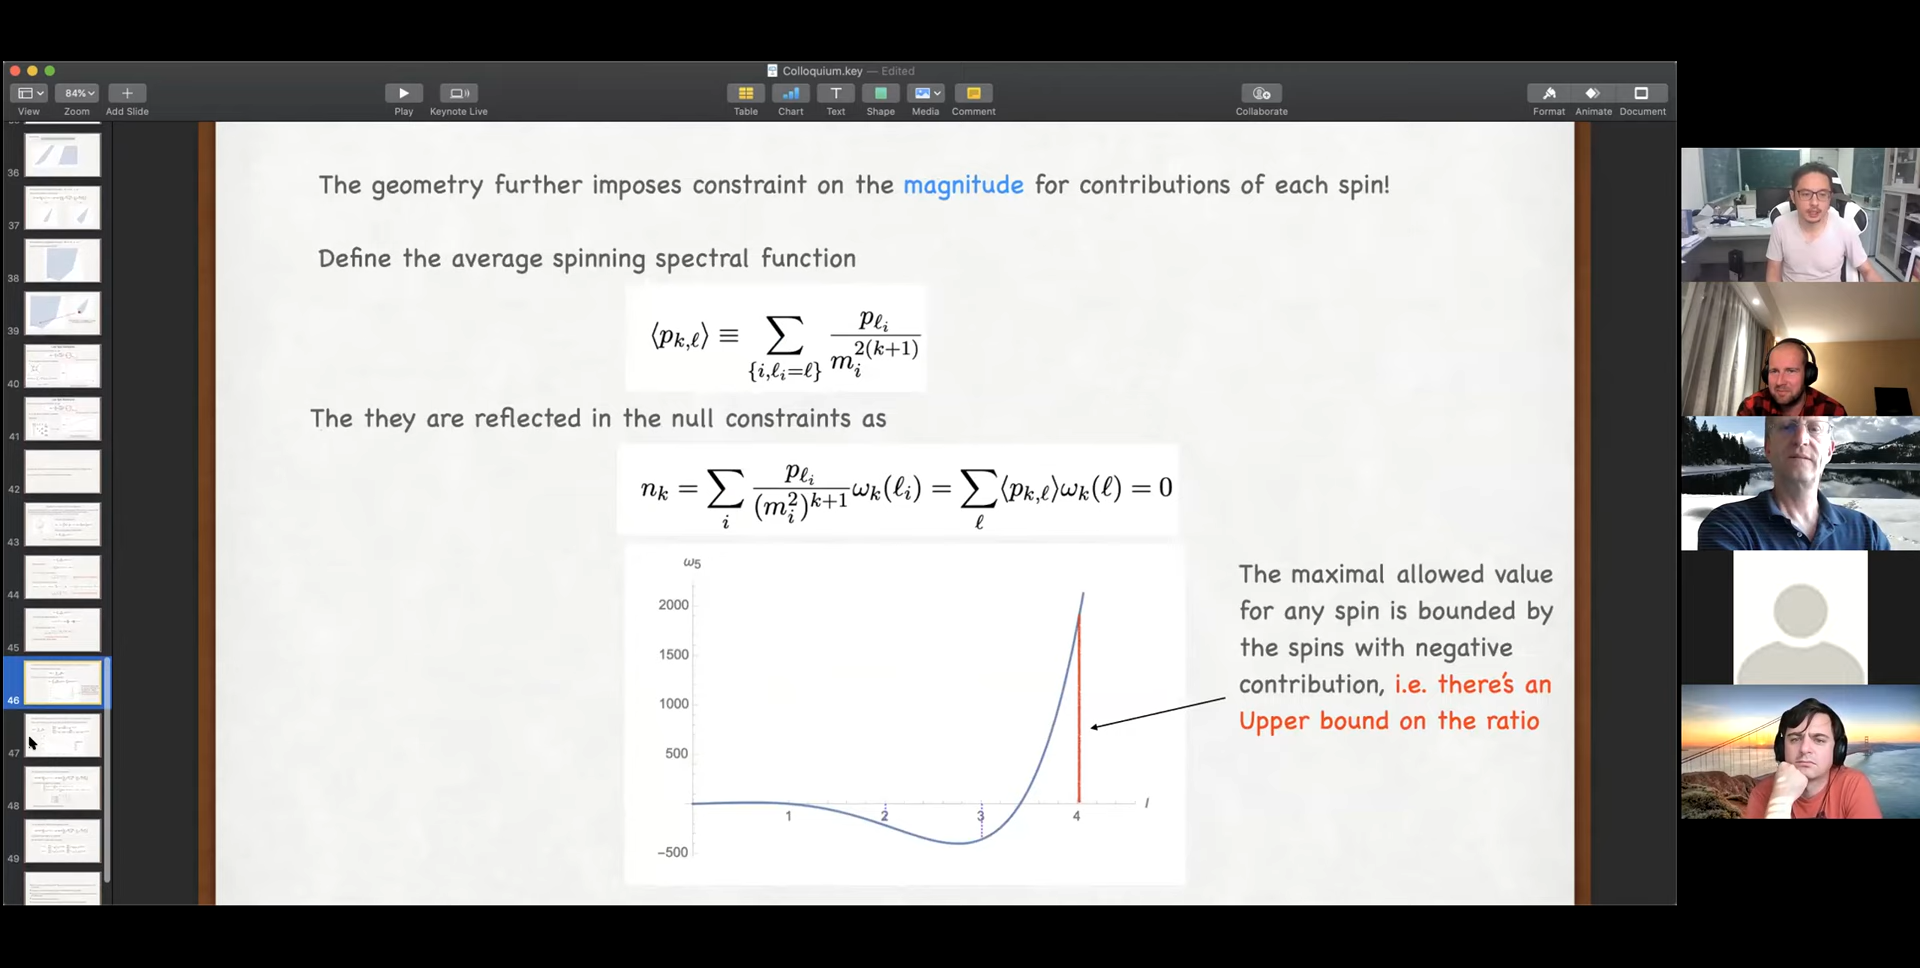 Colloquium.key — Edited
84%
View
Zoom
Add Slide
Play
Keynote Live
Table
Chart
Text
Shape
Media
Comment
Collaborate
Format
Animate
Document
36
37
38
39
40
41
42
43
44
45
46
47
48
49
The geometry further imposes constraint on the magnitude for contributions of each spin!
Define the average spinning spectral function
⟨p_{k,ℓ}⟩ ≡ ∑_{{i,ℓ_i=ℓ}} p_{ℓ_i} / m_i^{2(k+1)}
The they are reflected in the null constraints as
n_k = ∑_i p_{ℓ_i} / (m_i^2)^{k+1} ω_k(ℓ_i) = ∑_ℓ ⟨p_{k,ℓ}⟩ω_k(ℓ) = 0
ω5
2000
1500
1000
500
-500
1
2
3
4
l
The maximal allowed value
for any spin is bounded by
the spins with negative
contribution, i.e. there's an
Upper bound on the ratio